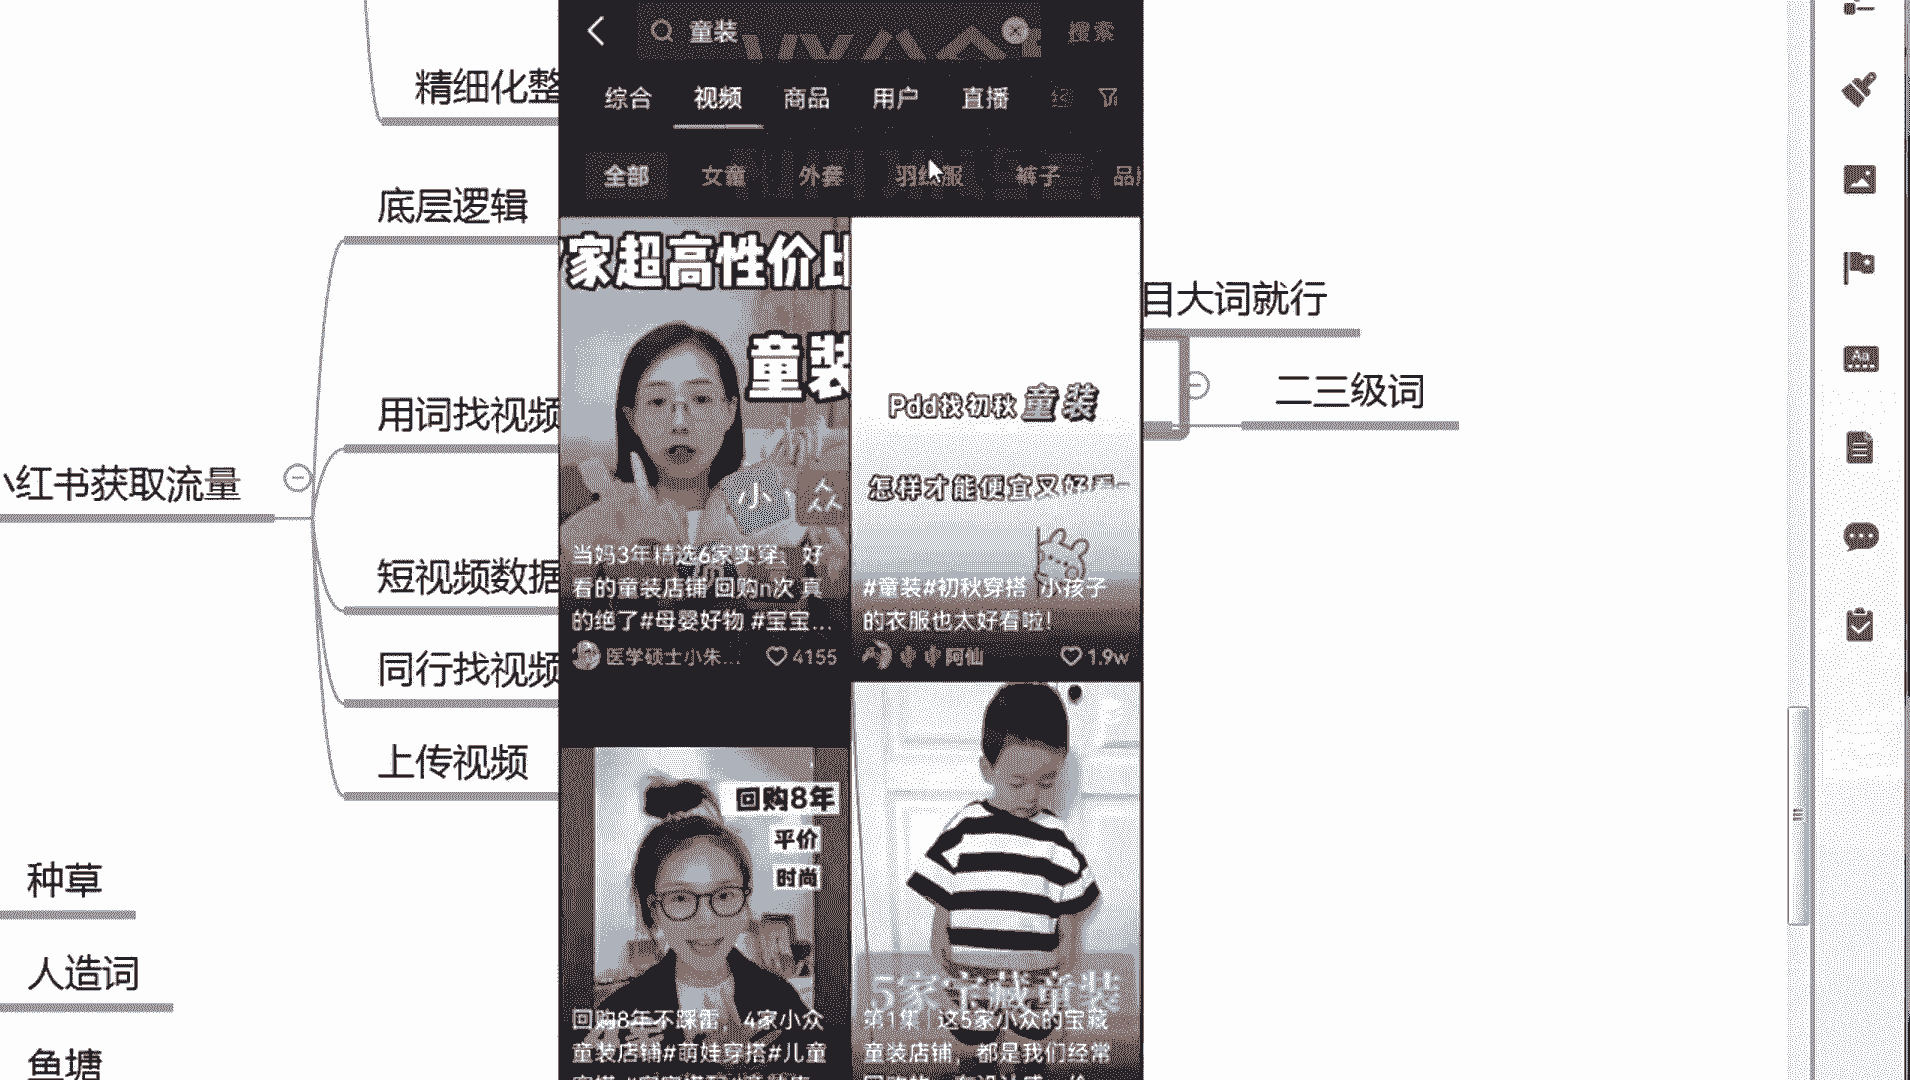 精细化整
底层逻辑
用词找视频
小红书获取流量
短视频数据
同行找视频
上传视频
种草
人造词
鱼塘
童装
搜索
综合 视频 商品 用户 直播
全部 女童 外套 羽绒服 裤子
家超高性价比
童装
小众
当妈3年精选6家实穿、好
看的童装店铺 回购n次 真
的绝了#母婴好物 #宝宝...
医学硕士小朱... 4155
Pdd找初秋童装
怎样才能便宜又好看~
#童装#初秋穿搭 小孩子
的衣服也太好看啦!
阿仙 1.9w
回购8年
平价
时尚
回购8年不踩雷,4家小众
童装店铺#萌娃穿搭#儿童
5家宝藏童装
第1集 | 这5家小众的宝藏
童装店铺,都是我们经常
目大词就行
二三级词
Aa